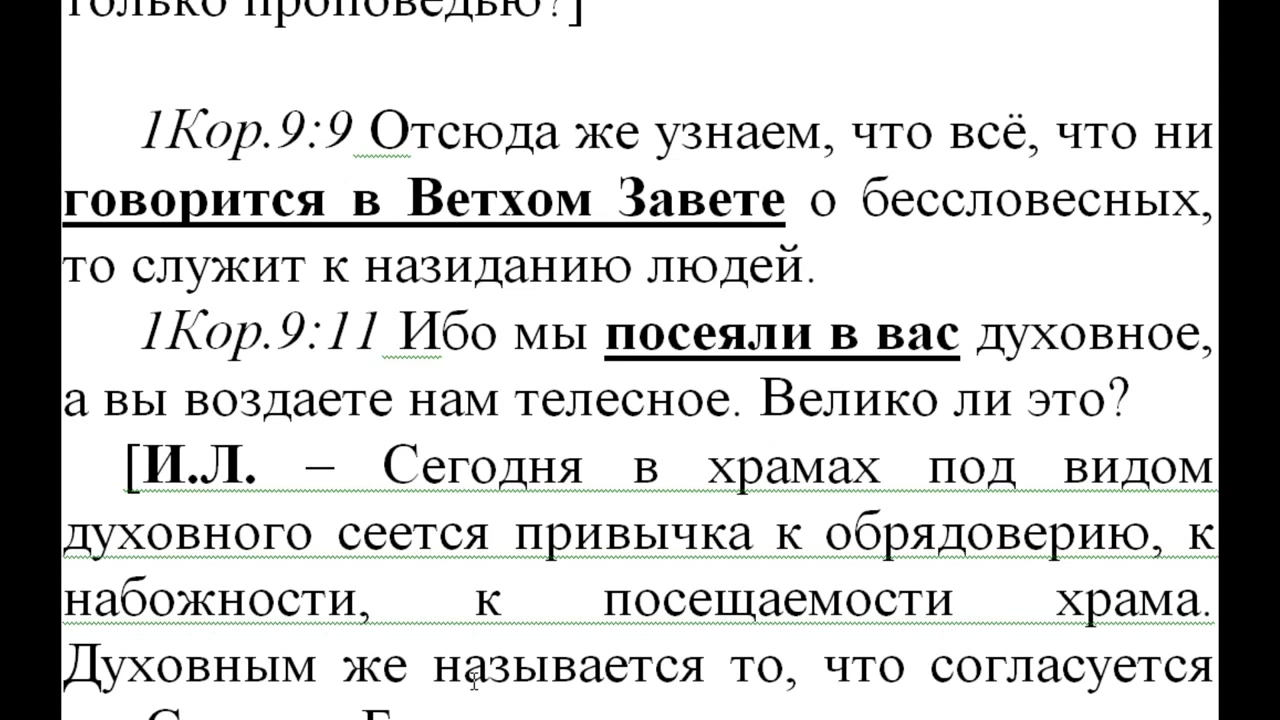 только проповедью?]
1Кор.9:9 Отсюда же узнаем, что всё, что ни
говорится в Ветхом Завете о бессловесных,
то служит к назиданию людей.
1Кор.9:11 Ибо мы посеяли в вас духовное,
а вы воздаете нам телесное. Велико ли это?
[И.Л. – Сегодня в храмах под видом
духовного сеется привычка к обрядоверию, к
набожности, к посещаемости храма.
Духовным же называется то, что согласуется